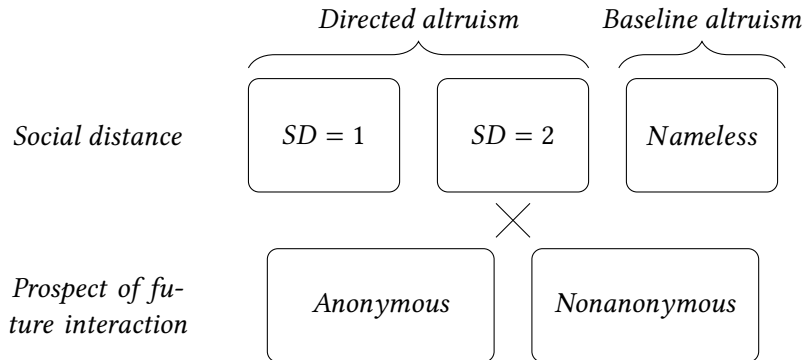 Directed altruism Baseline altruism
Social distance SD = 1 SD = 2 Nameless
Prospect of fu-
ture interaction
Anonymous Nonanonymous